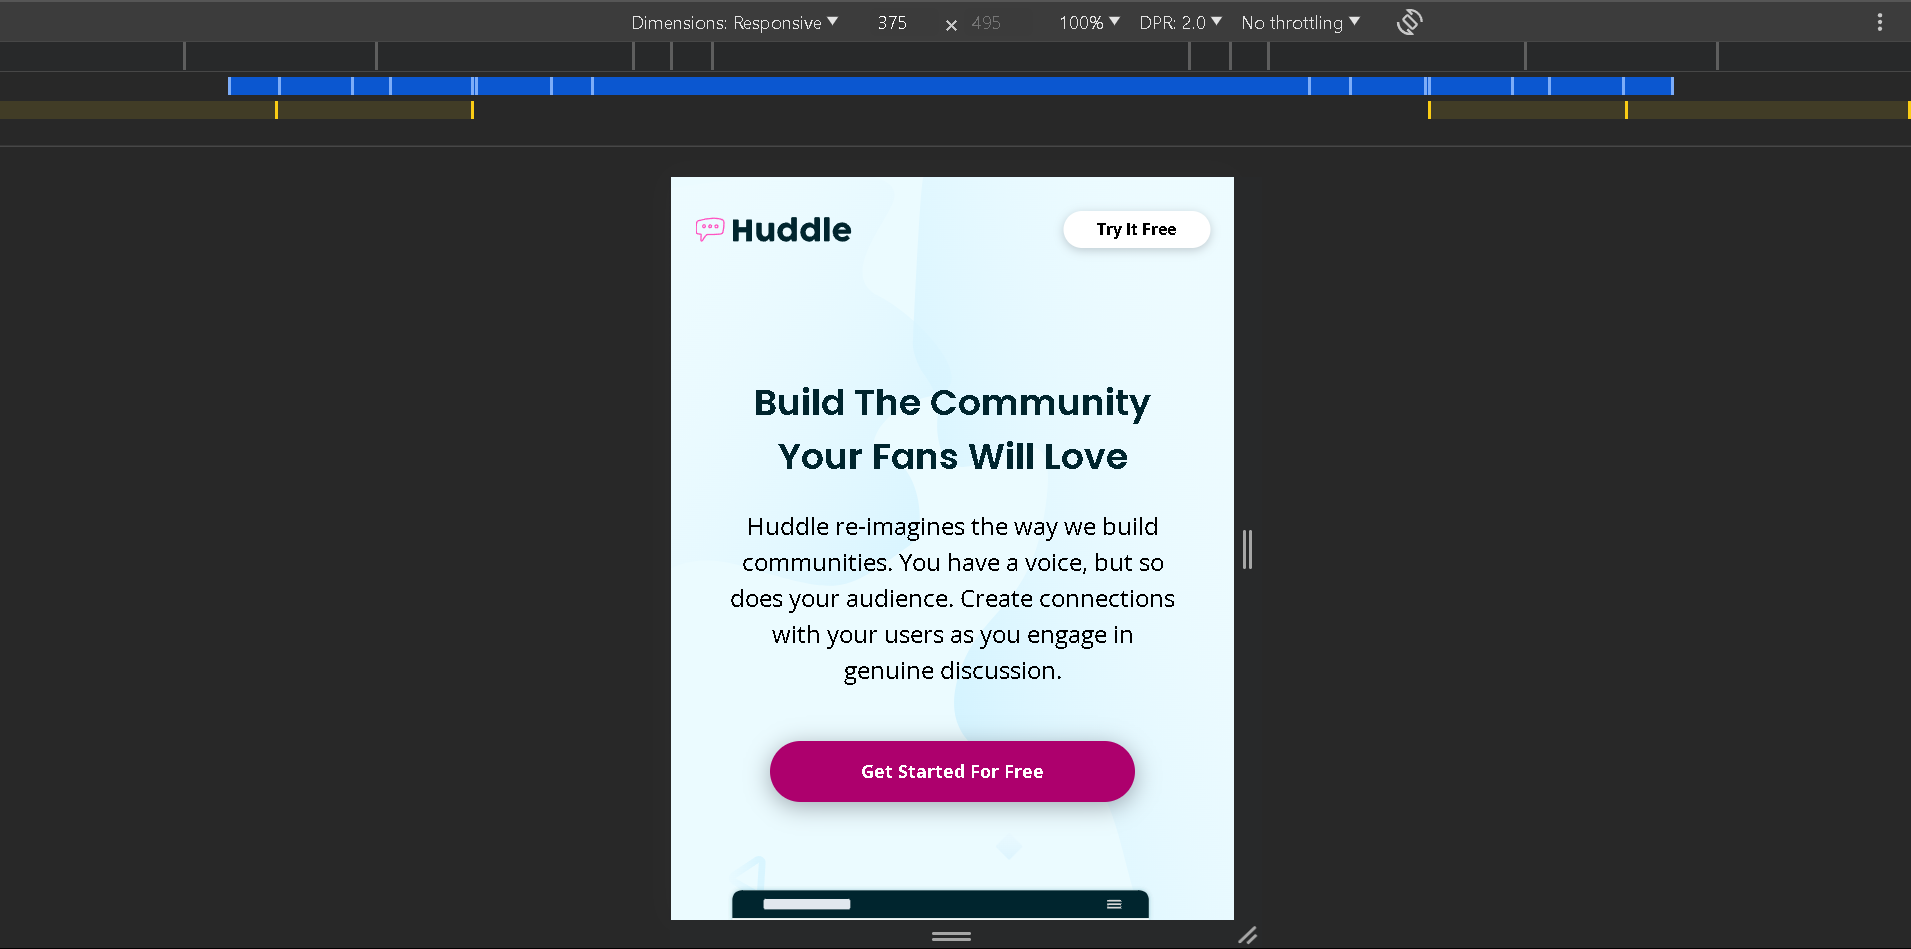 Dimensions: Responsive 375 × 495 100% DPR: 2.0 No throttling
Huddle Try It Free
Build The Community
Your Fans Will Love
Huddle re-imagines the way we build
communities. You have a voice, but so
does your audience. Create connections
with your users as you engage in
genuine discussion.
Get Started For Free